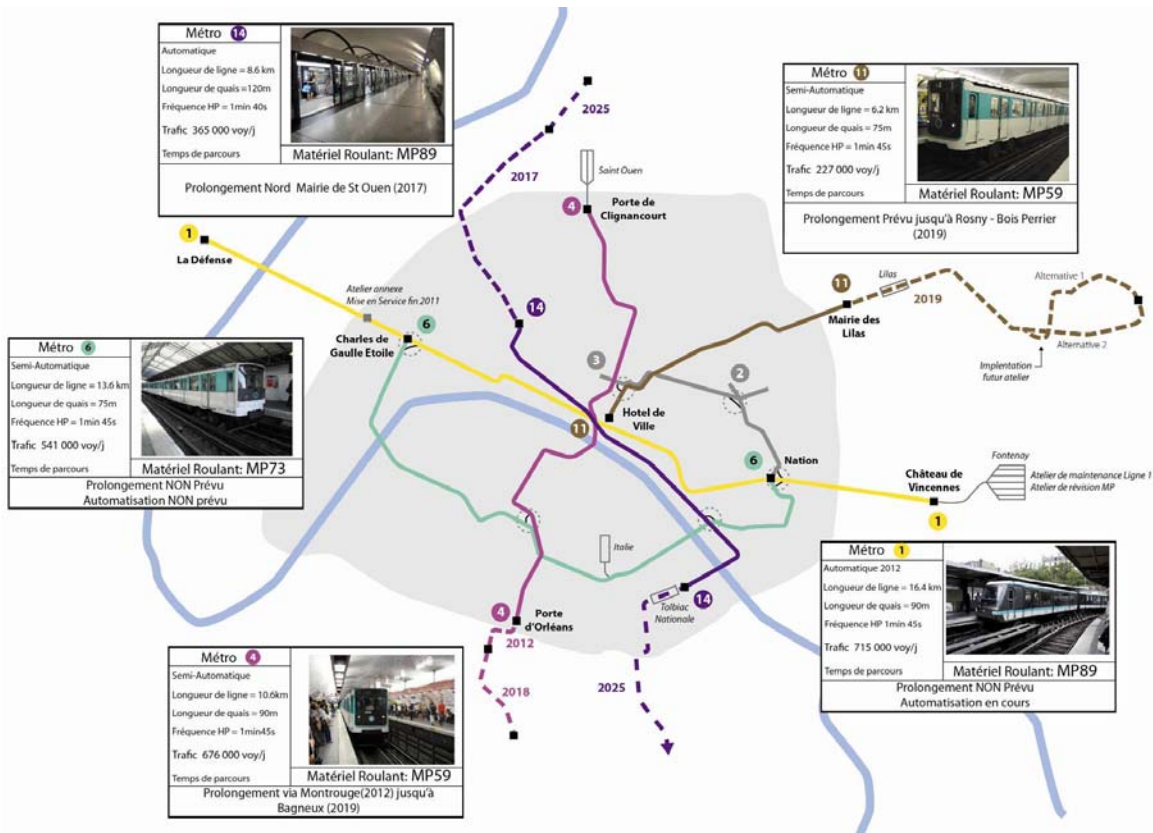 Métro 14
Automatique
Longueur de ligne = 8.6 km
Longueur de quais =120m
Fréquence HP = 1min 40s
Trafic 365 000 voy/j
Temps de parcours
Matériel Roulant: MP89
Prolongement Nord Mairie de St Ouen (2017)
Métro 11
Semi-Automatique
Longueur de ligne = 6.2 km
Longueur de quais = 75m
Fréquence HP = 1min 45s
Trafic 227 000 voy/j
Temps de parcours
Matériel Roulant: MP59
Prolongement Prévu jusqu'à Rosny - Bois Perrier
(2019)
2025
2017
Saint Ouen
4
Porte de
Clignancourt
1
La Défense
Atelier annexe
Mise en Service fin 2011
6
Charles de
Gaulle Etoile
14
11
Mairie des
Lilas
Lilas
2019
Alternative 1
Alternative 2
Implentation
futur atelier
3
2
Hotel de
Ville
11
6
Nation
Château de
Vincennes
1
Fontenay
Atelier de maintenance Ligne 1
Atelier de révision MP
Métro 6
Semi-Automatique
Longueur de ligne = 13.6 km
Longueur de quais = 75m
Fréquence HP = 1min 45s
Trafic 541 000 voy/j
Temps de parcours
Matériel Roulant: MP73
Prolongement NON Prévu
Automatisation NON prévu
Italie
Tolbiac
Nationale
14
2025
4
Porte
d'Orléans
2012
2018
Métro 1
Automatique 2012
Longueur de ligne = 16.4 km
Longueur de quais = 90m
Fréquence HP 1min 45s
Trafic 715 000 voy/j
Temps de parcours
Matériel Roulant: MP89
Prolongement NON Prévu
Automatisation en cours
Métro 4
Semi-Automatique
Longueur de ligne = 10.6km
Longueur de quais = 90m
Fréquence HP = 1min45s
Trafic 676 000 voy/j
Temps de parcours
Matériel Roulant: MP59
Prolongement via Montrouge(2012) jusqu'à
Bagneux (2019)